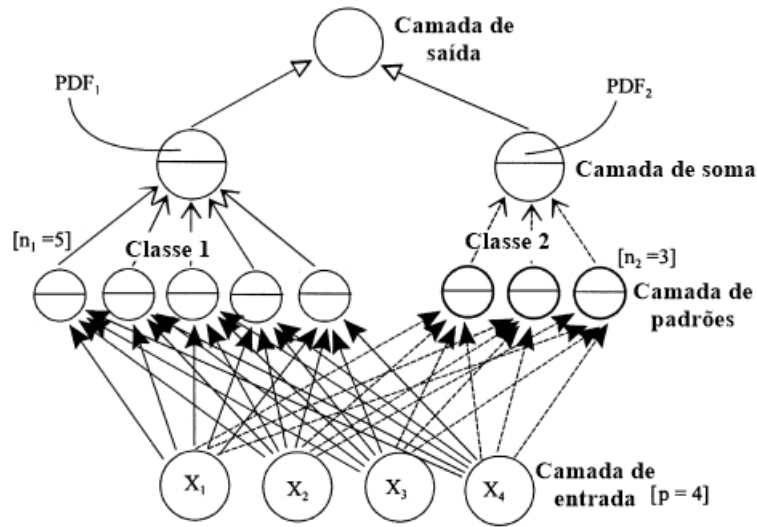 Camada de
saída
PDF₁
PDF₂
Camada de soma
[n₁ =5]
Classe 1
Classe 2
[n₂ =3]
Camada de
padrões
X₁
X₂
X₃
X₄
Camada de
entrada [p = 4]